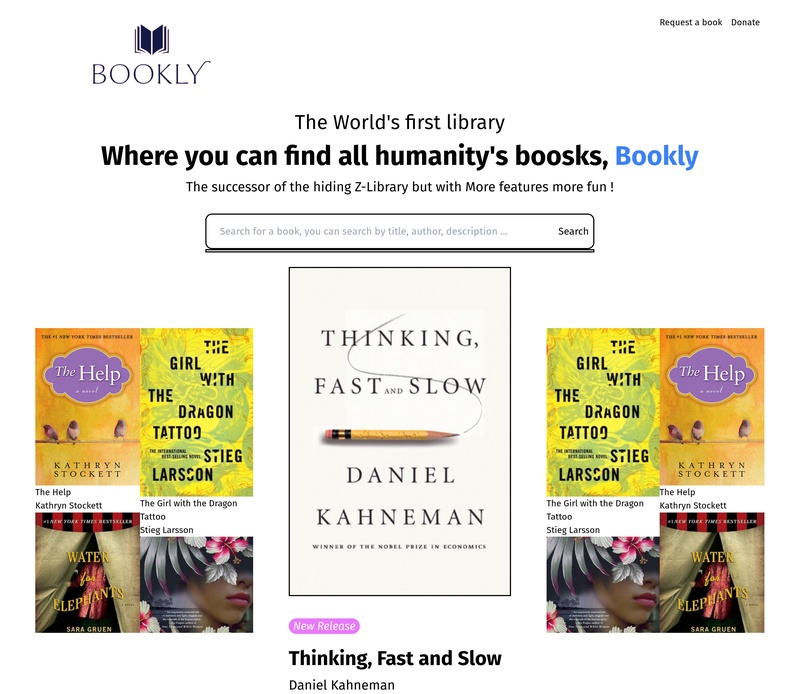 Request a book Donate
BOOKLY
The World's first library
Where you can find all humanity's boosks, Bookly
The successor of the hiding Z-Library but with More features more fun !
Search for a book, you can search by title, author, description ... Search
THE #1 NEW YORK TIMES BESTSELLER
The Help
a novel
KATHRYN
STOCKETT
The Help
Kathryn Stockett
#1 NEW YORK TIMES BESTSELLER
WATER
for
ELEPHANTS
SARA GRUEN
THE
GIRL
WITH
THE
DRAGON
TATTOO
THE INTERNATIONAL
BEST-SELLING NOVEL
STIEG
LARSSON
The Girl with the Dragon
Tattoo
Stieg Larsson
THINKING,
FAST AND SLOW
DANIEL
KAHNEMAN
WINNER OF THE NOBEL PRIZE IN ECONOMICS
New Release
Thinking, Fast and Slow
Daniel Kahneman
THE
GIRL
WITH
THE
DRAGON
TATTOO
THE INTERNATIONAL
BEST-SELLING NOVEL
STIEG
LARSSON
The Girl with the Dragon
Tattoo
Stieg Larsson
THE #1 NEW YORK TIMES BESTSELLER
The Help
a novel
KATHRYN
STOCKETT
The Help
Kathryn Stockett
#1 NEW YORK TIMES BESTSELLER
WATER
for
ELEPHANTS
SARA GRUEN